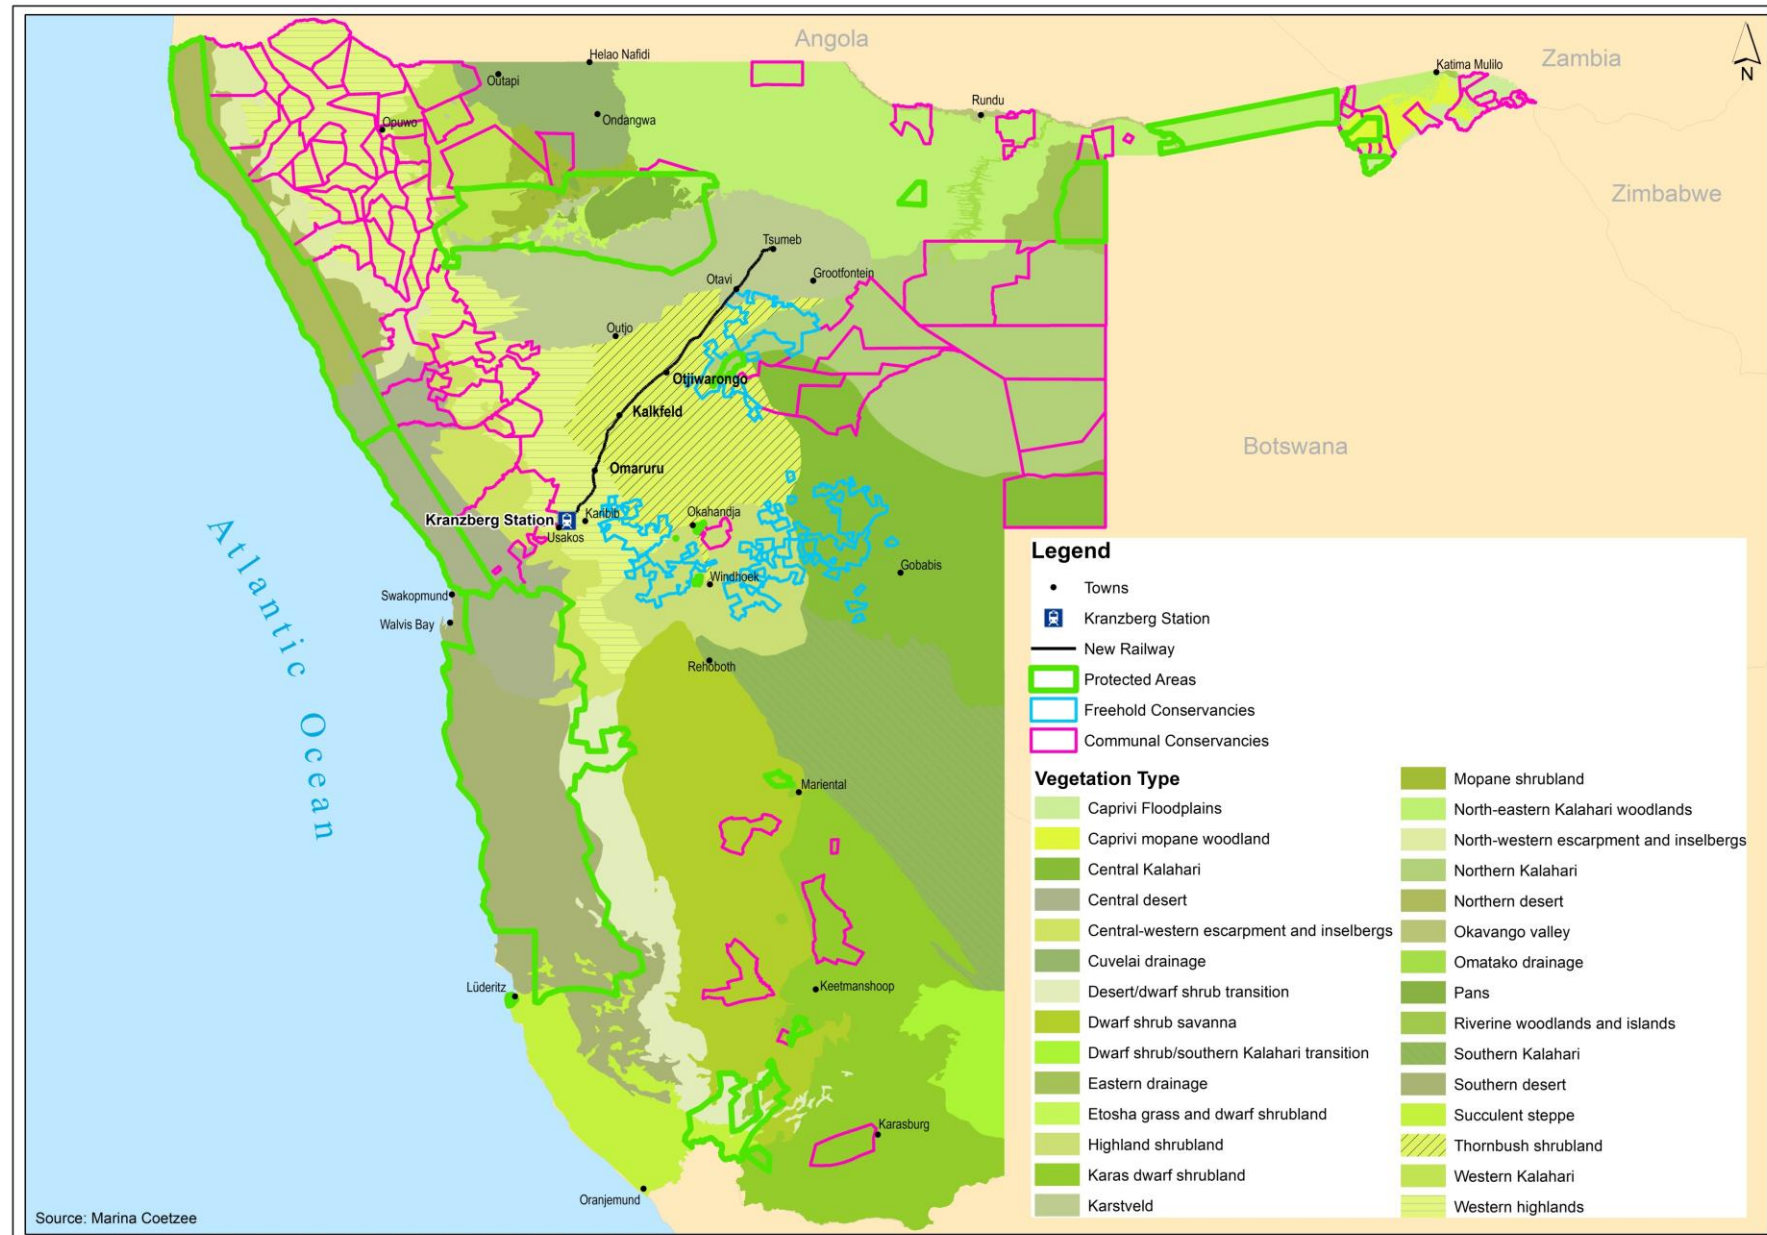 Angola
Zambia
N
Helao Nafidi
Katima Mulilo
Outapi
Rundu
Ondangwa
Opuwo
Zimbabwe
Tsumeb
Otavi
Grootfontein
Outjo
Otjiwarongo
Kalkfeld
Botswana
Omaruru
Kranzberg Station
Karibib
Okahandja
Usakos
Atlantic Ocean
Windhoek
Gobabis
Swakopmund
Walvis Bay
Rehoboth
Mariental
Lüderitz
Keetmanshoop
Karasburg
Oranjemund
Legend
Towns
Kranzberg Station
New Railway
Protected Areas
Freehold Conservancies
Communal Conservancies
Vegetation Type
Caprivi Floodplains
Caprivi mopane woodland
Central Kalahari
Central desert
Central-western escarpment and inselbergs
Cuvelai drainage
Desert/dwarf shrub transition
Dwarf shrub savanna
Dwarf shrub/southern Kalahari transition
Eastern drainage
Etosha grass and dwarf shrubland
Highland shrubland
Karas dwarf shrubland
Karstveld
Mopane shrubland
North-eastern Kalahari woodlands
North-western escarpment and inselbergs
Northern Kalahari
Northern desert
Okavango valley
Omatako drainage
Pans
Riverine woodlands and islands
Southern Kalahari
Southern desert
Succulent steppe
Thornbush shrubland
Western Kalahari
Western highlands
Source: Marina Coetzee